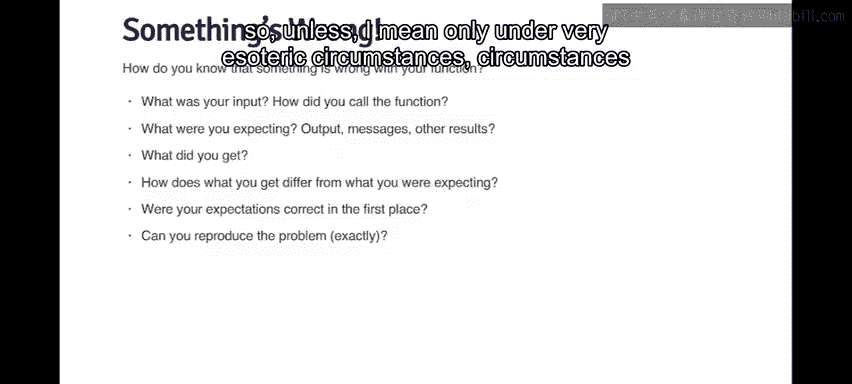 Something's Wrong!
so, unless, I mean only under very
esoteric circumstances, circumstances
How do you know that something is wrong with your function?
· What was your input? How did you call the function?
· What were you expecting? Output, messages, other results?
· What did you get?
· How does what you get differ from what you were expecting?
· Were your expectations correct in the first place?
· Can you reproduce the problem (exactly)?